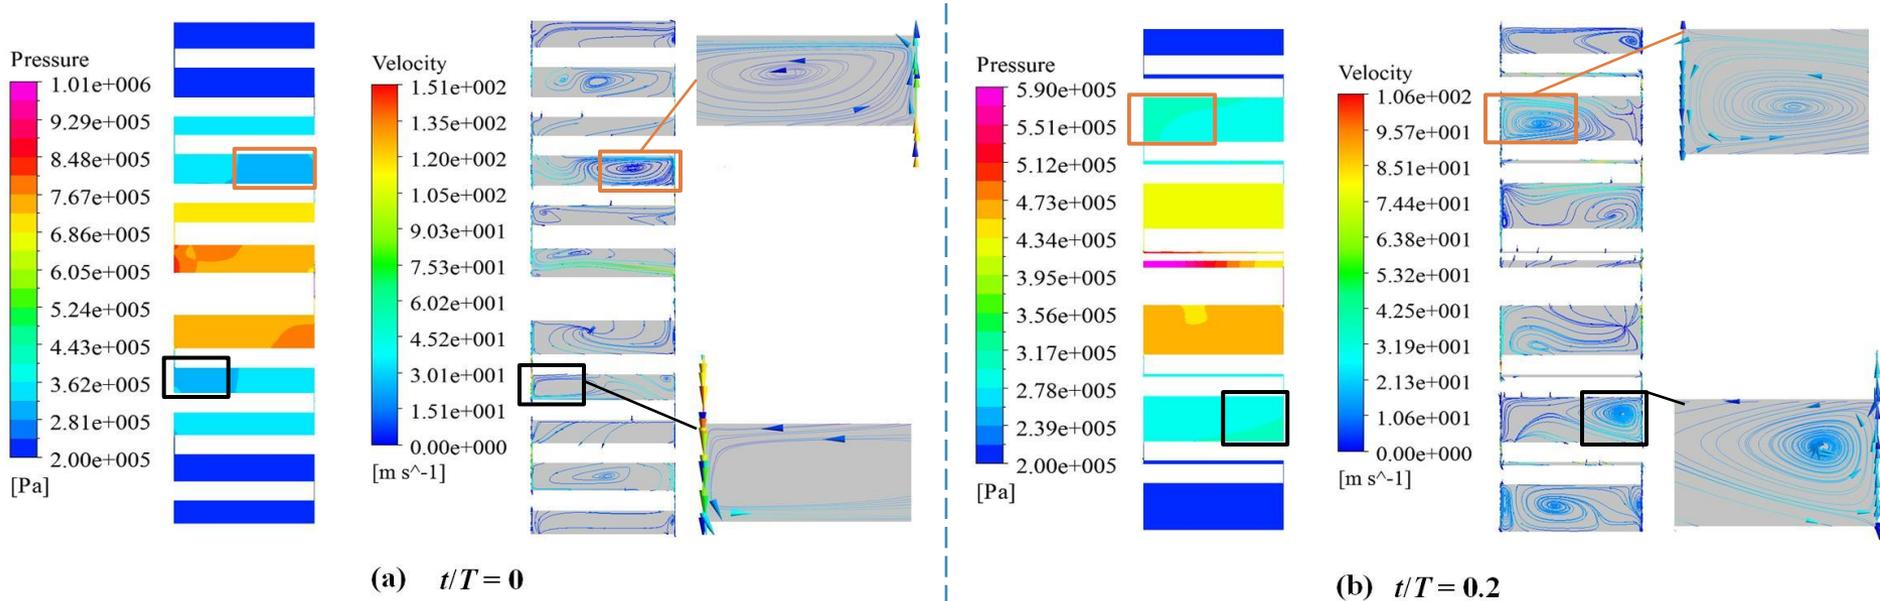 Pressure
1.01e+006
9.29e+005
8.48e+005
7.67e+005
6.86e+005
6.05e+005
5.24e+005
4.43e+005
3.62e+005
2.81e+005
2.00e+005
[Pa]
Velocity
1.51e+002
1.35e+002
1.20e+002
1.05e+002
9.03e+001
7.53e+001
6.02e+001
4.52e+001
3.01e+001
1.51e+001
0.00e+000
[m s^-1]
(a) t/T = 0
Pressure
5.90e+005
5.51e+005
5.12e+005
4.73e+005
4.34e+005
3.95e+005
3.56e+005
3.17e+005
2.78e+005
2.39e+005
2.00e+005
[Pa]
Velocity
1.06e+002
9.57e+001
8.51e+001
7.44e+001
6.38e+001
5.32e+001
4.25e+001
3.19e+001
2.13e+001
1.06e+001
0.00e+000
[m s^-1]
(b) t/T = 0.2